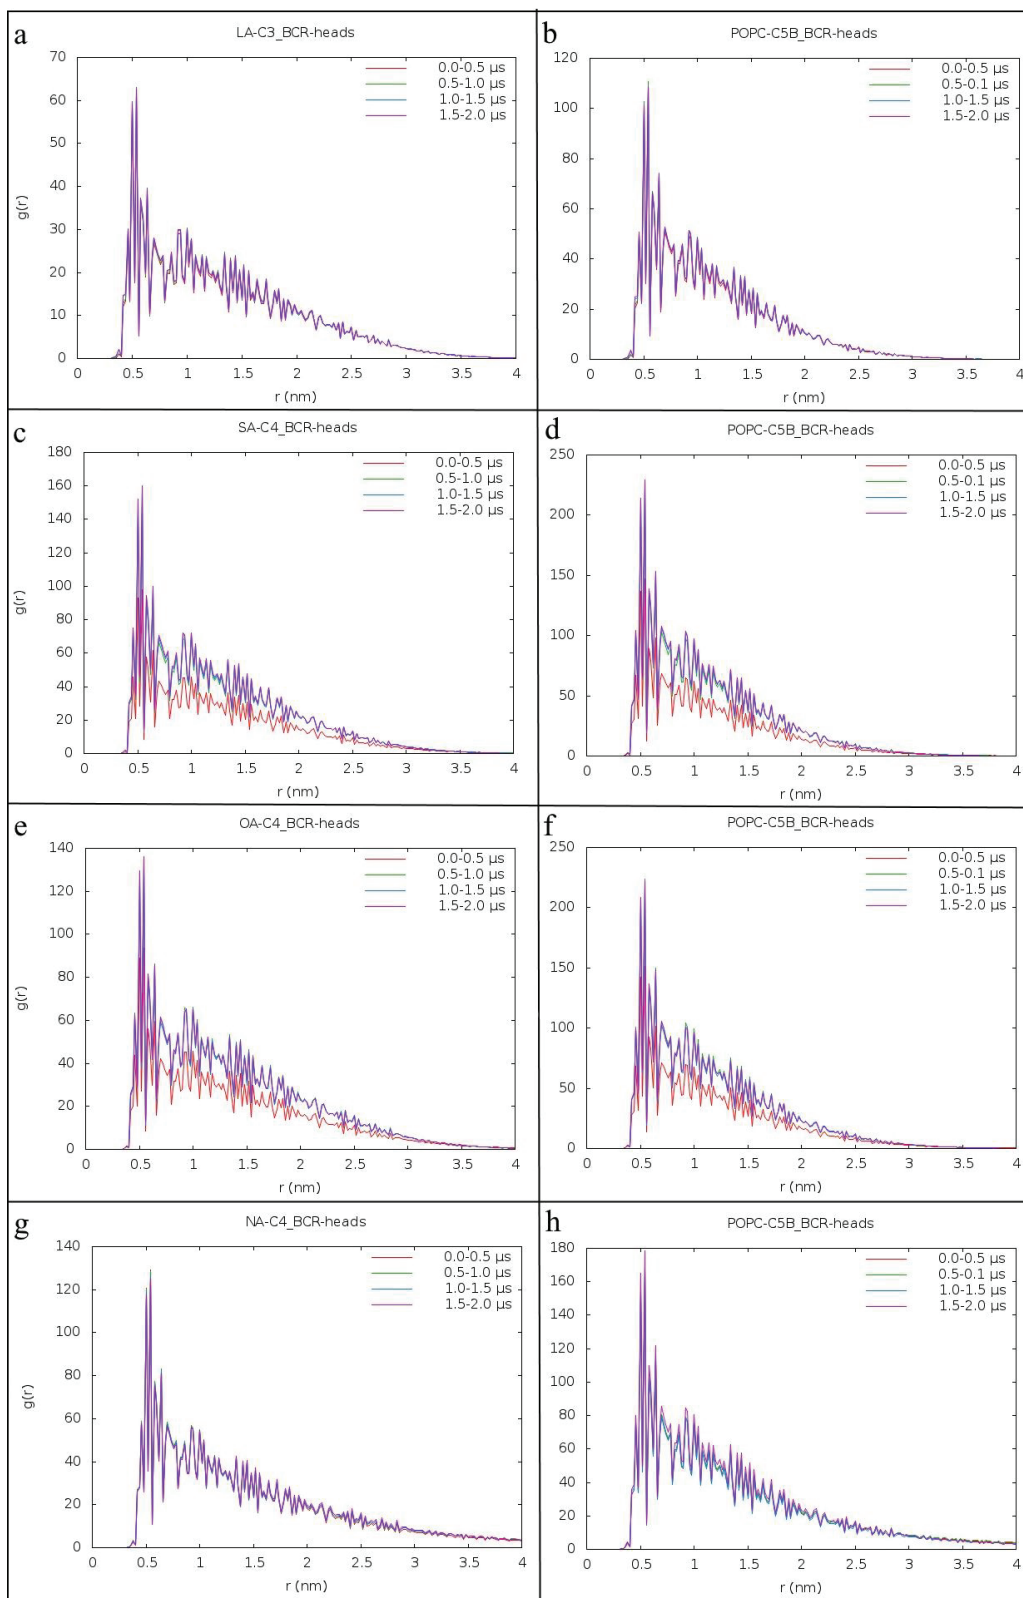 a
LA-C3_BCR-heads
0.0-0.5 µs
0.5-1.0 µs
1.0-1.5 µs
1.5-2.0 µs
70
60
50
40
30
20
10
0
g(r)
0 0.5 1 1.5 2 2.5 3 3.5 4
r (nm)
b
POPC-C5B_BCR-heads
0.0-0.5 µs
0.5-0.1 µs
1.0-1.5 µs
1.5-2.0 µs
120
100
80
60
40
20
0
0 0.5 1 1.5 2 2.5 3 3.5 4
r (nm)
c
SA-C4_BCR-heads
0.0-0.5 µs
0.5-1.0 µs
1.0-1.5 µs
1.5-2.0 µs
180
160
140
120
100
80
60
40
20
0
g(r)
0 0.5 1 1.5 2 2.5 3 3.5 4
r (nm)
d
POPC-C5B_BCR-heads
0.0-0.5 µs
0.5-0.1 µs
1.0-1.5 µs
1.5-2.0 µs
250
200
150
100
50
0
0 0.5 1 1.5 2 2.5 3 3.5 4
r (nm)
e
OA-C4_BCR-heads
0.0-0.5 µs
0.5-1.0 µs
1.0-1.5 µs
1.5-2.0 µs
140
120
100
80
60
40
20
0
g(r)
0 0.5 1 1.5 2 2.5 3 3.5 4
r (nm)
f
POPC-C5B_BCR-heads
0.0-0.5 µs
0.5-0.1 µs
1.0-1.5 µs
1.5-2.0 µs
250
200
150
100
50
0
0 0.5 1 1.5 2 2.5 3 3.5 4
r (nm)
g
NA-C4_BCR-heads
0.0-0.5 µs
0.5-1.0 µs
1.0-1.5 µs
1.5-2.0 µs
140
120
100
80
60
40
20
0
g(r)
0 0.5 1 1.5 2 2.5 3 3.5 4
r (nm)
h
POPC-C5B_BCR-heads
0.0-0.5 µs
0.5-0.1 µs
1.0-1.5 µs
1.5-2.0 µs
180
160
140
120
100
80
60
40
20
0
0 0.5 1 1.5 2 2.5 3 3.5 4
r (nm)